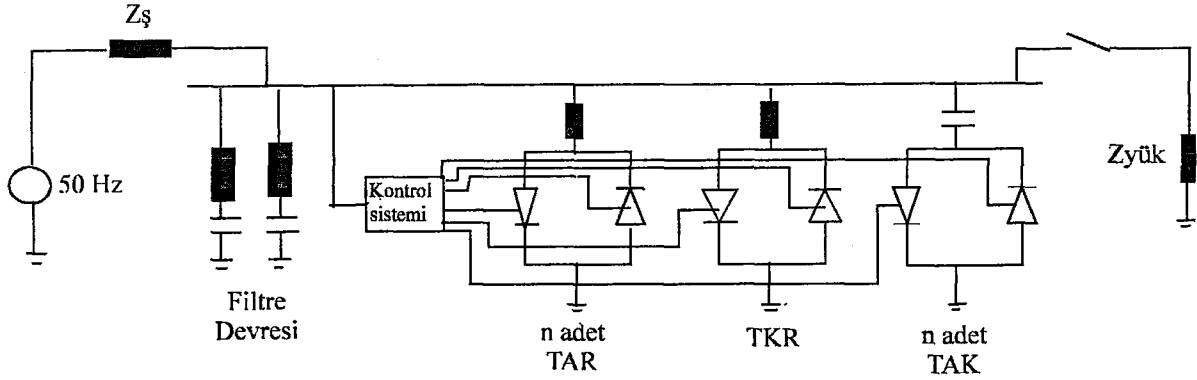 Zş
50 Hz
Zyük
Kontrol
sistemi
Filtre
Devresi
n adet
TAR
TKR
n adet
TAK